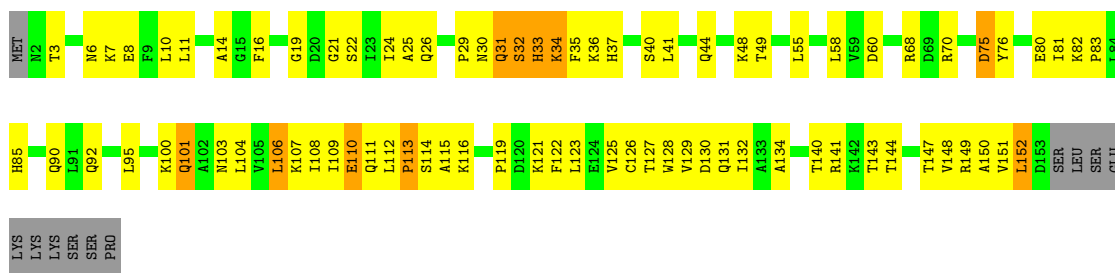 MET N2 T3 N6 K7 E8 F9 L10 L11 A14 G15 F16 G19 D20 G21 S22 I23 I24 A25 Q26 P29 N30 Q31 S32 H33 K34 F35 K36 H37 S40 L41 Q44 K48 T49 L55 L58 V59 D60 R68 D69 R70 D75 Y76 E80 I81 K82 P83 L84
H85 Q90 L91 Q92 L95 K100 Q101 A102 N103 L104 V105 L106 K107 I108 I109 E110 Q111 L112 P113 S114 A115 K116 P119 D120 K121 F122 L123 E124 V125 C126 T127 W128 V129 D130 Q131 I132 A133 A134 T140 R141 K142 T143 T144 T147 V148 R149 A150 V151 L152 D153 SER LEU SER GLU
LYS LYS LYS SER SER PRO